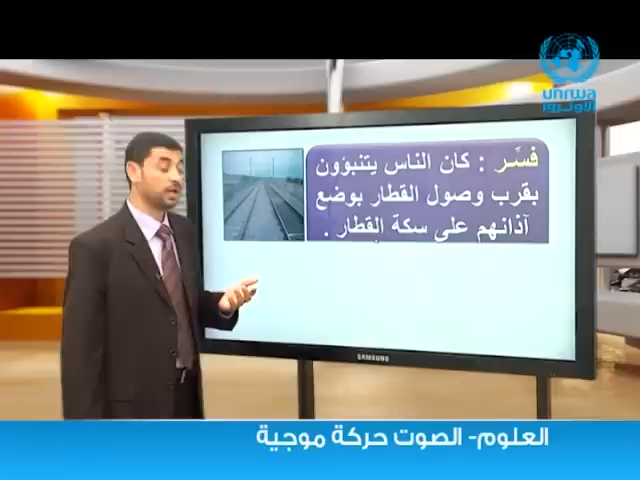 unrwa
الأونروا
فسِّر : كان الناس يتنبؤون
بقرب وصول القطار بوضع
آذانهم على سكة القطار .
SAMSUNG
العلوم- الصوت حركة موجية